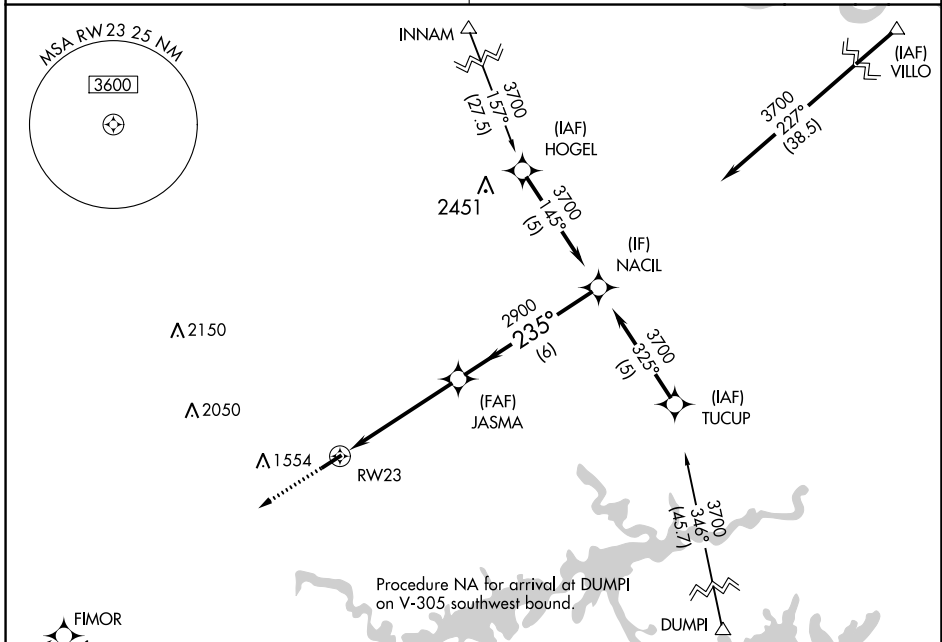 MSA RW 23 25 NM
3600
INNAM
3700
157°
(27.5)
(IAF)
HOGEL
2451
3700
145°
(5)
(IAF)
VILLO
3700
227°
(38.5)
(IF)
NACIL
2900
235°
(6)
2150
2050
(FAF)
JASMA
3700
325°
(5)
(IAF)
TUCUP
1554
RW23
3700
346°
(45.7)
Procedure NA for arrival at DUMPI
on V-305 southwest bound.
FIMOR
DUMPI